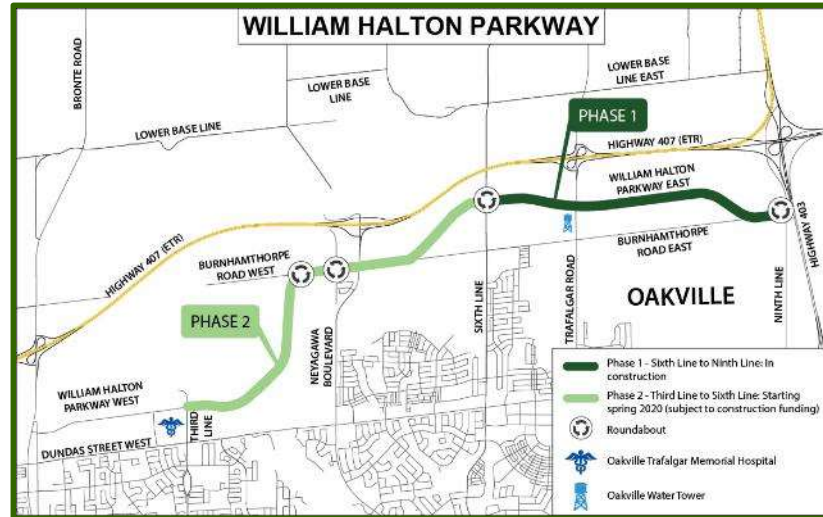 WILLIAM HALTON PARKWAY
BRONTE ROAD
LOWER BASE LINE
LOWER BASE
LINE
LOWER BASE
LINE EAST
PHASE 1
HIGHWAY 407 (ETR)
WILLIAM HALTON
PARKWAY EAST
HIGHWAY 403
BURNHAMTHORPE
ROAD WEST
BURNHAMTHORPE
ROAD EAST
HIGHWAY 407 (ETR)
SIXTH LINE
TRAFALGAR ROAD
OAKVILLE
NINTH LINE
PHASE 2
NEYAGAWA
BOULEVARD
WILLIAM HALTON
PARKWAY WEST
THIRD
LINE
DUNDAS STREET WEST
Phase 1 - Sixth Line to Ninth Line: In
construction
Phase 2 - Third Line to Sixth Line: Starting
spring 2020 (subject to construction funding)
Roundabout
Oakville Trafalgar Memorial Hospital
Oakville Water Tower